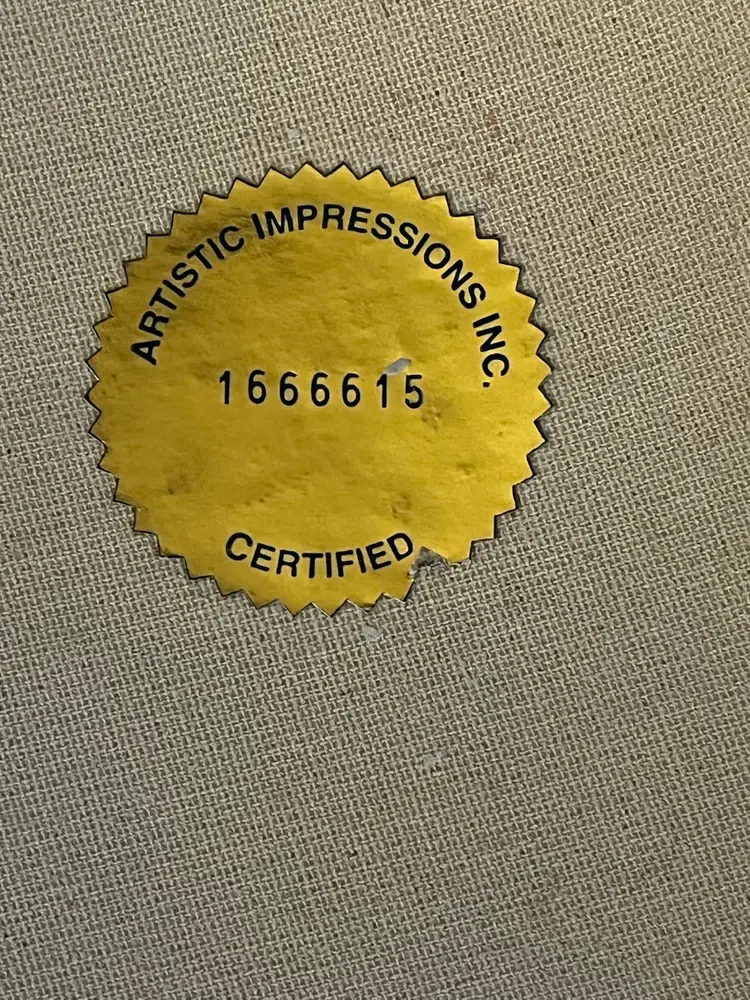 ARTISTIC IMPRESSIONS INC.
1666615
CERTIFIED